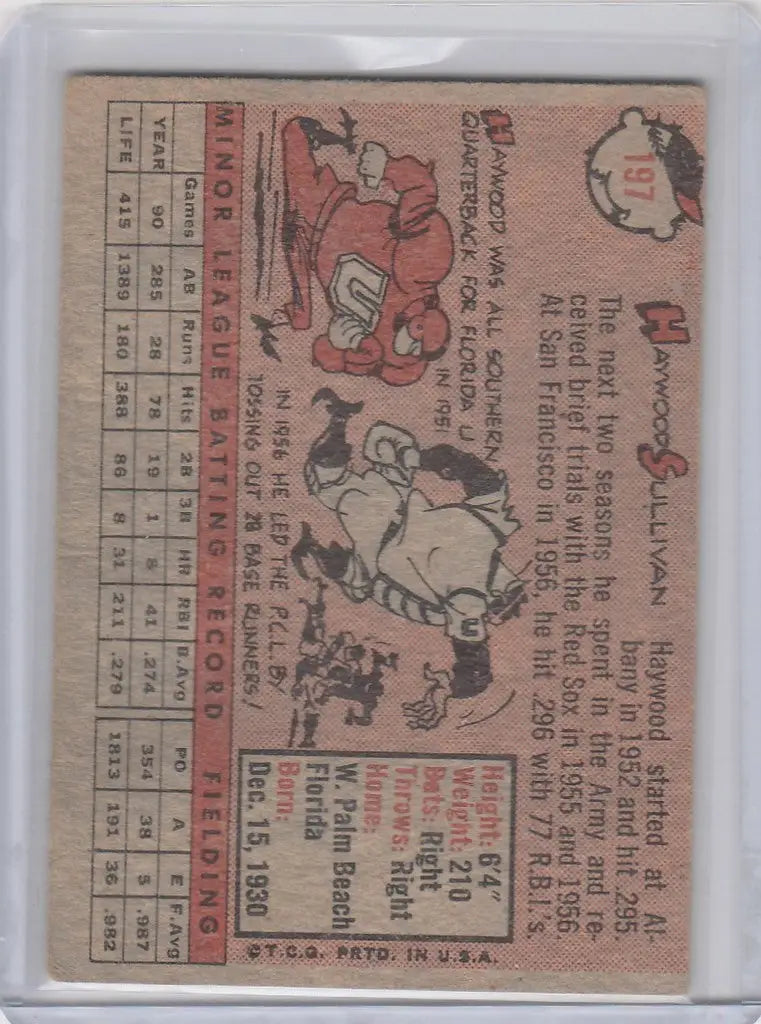 197
HAYWOOD SULLIVAN
Haywood started at Al-
bany in 1952 and hit .295
The next two seasons he spent in the Army and re-
ceived brief trials with the Red Sox in 1955 and 1956
At San Francisco in 1956, he hit .296 with 77 R.B.I.'s.
HAYWOOD WAS ALL SOUTHERN
QUARTERBACK FOR FLORIDA U
IN 1951
U
U
IN 1956 HE LED THE P.C.L. BY
TOSSING OUT 28 BASE RUNNERS!
Height: 6'4"
Weight: 210
Bats: Right
Throws: Right
Home:
W. Palm Beach
Florida
Born:
Dec. 15, 1930
MINOR LEAGUE BATTING RECORD FIELDING
Games AB Runs Hits 2B 3B HR RBI B.Avg PO A E F.Avg
YEAR 90 285 28 78 19 1 8 41 .274 354 38 5 .987
LIFE 415 1389 180 388 86 8 31 211 .279 1813 191 36 .982
©T.C.G. PRTD. IN U.S.A.